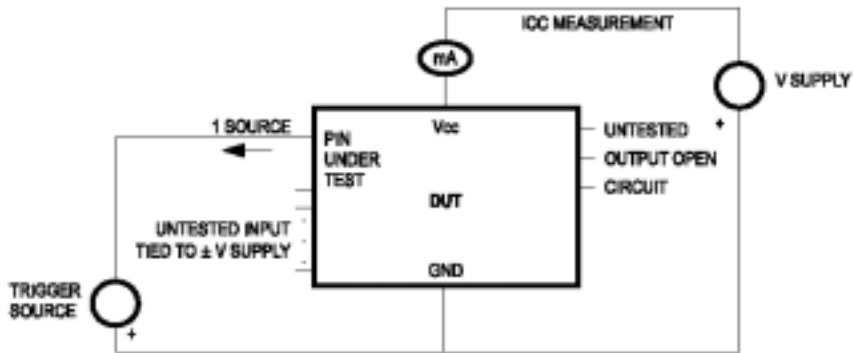 ICC MEASUREMENT
mA
V SUPPLY
+
1 SOURCE
Vcc
PIN
UNDER
TEST
UNTESTED
OUTPUT OPEN
CIRCUIT
DUT
UNTESTED INPUT
TIED TO ± V SUPPLY
GND
TRIGGER
SOURCE
+